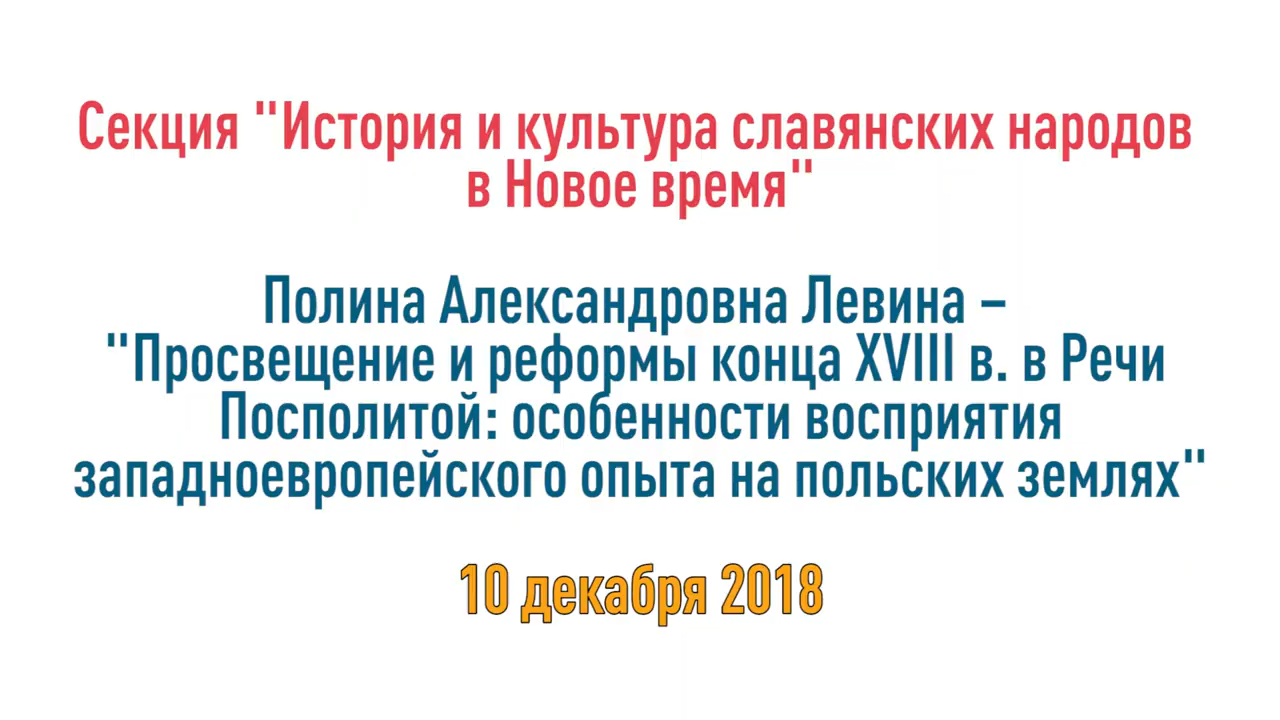 Секция "История и культура славянских народов
в Новое время"
Полина Александровна Левина –
"Просвещение и реформы конца XVIII в. в Речи
Посполитой: особенности восприятия
западноевропейского опыта на польских землях"
10 декабря 2018